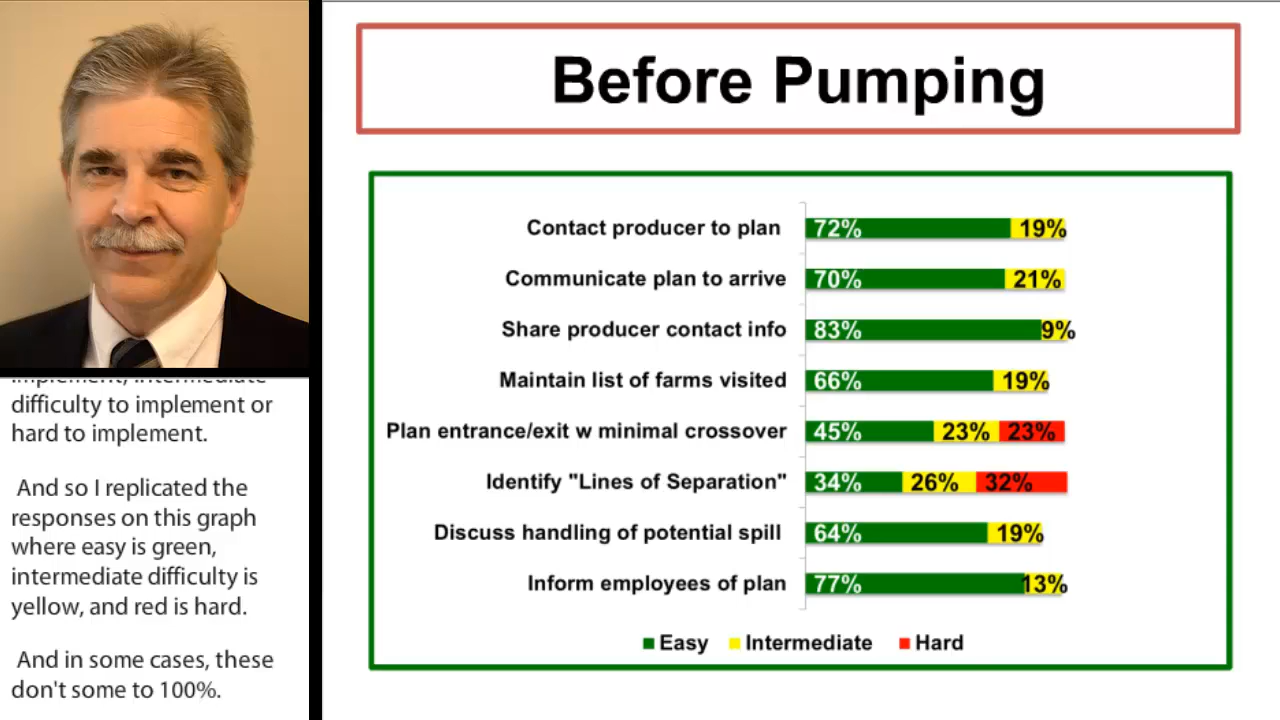 Before Pumping
Contact producer to plan 72% 19%
Communicate plan to arrive 70% 21%
Share producer contact info 83% 9%
Maintain list of farms visited 66% 19%
Plan entrance/exit w minimal crossover 45% 23% 23%
Identify "Lines of Separation" 34% 26% 32%
Discuss handling of potential spill 64% 19%
Inform employees of plan 77% 13%
Easy Intermediate Hard
implement, intermediate
difficulty to implement or
hard to implement.
And so I replicated the
responses on this graph
where easy is green,
intermediate difficulty is
yellow, and red is hard.
And in some cases, these
don't some to 100%.